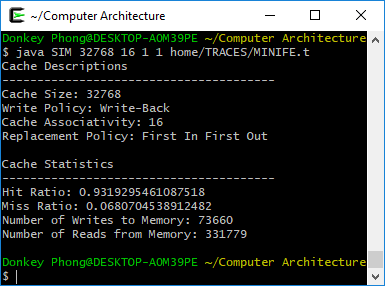 ~/Computer Architecture
Donkey Phong@DESKTOP-AOM39PE ~/Computer Architecture
$ java SIM 32768 16 1 1 home/TRACES/MINIFE.t
Cache Descriptions
---------------------------------------
Cache Size: 32768
Write Policy: Write-Back
Cache Associativity: 16
Replacement Policy: First In First Out

Cache Statistics
---------------------------------------
Hit Ratio: 0.9319295461087518
Miss Ratio: 0.0680704538912482
Number of Writes to Memory: 73660
Number of Reads from Memory: 331779

Donkey Phong@DESKTOP-AOM39PE ~/Computer Architecture
$